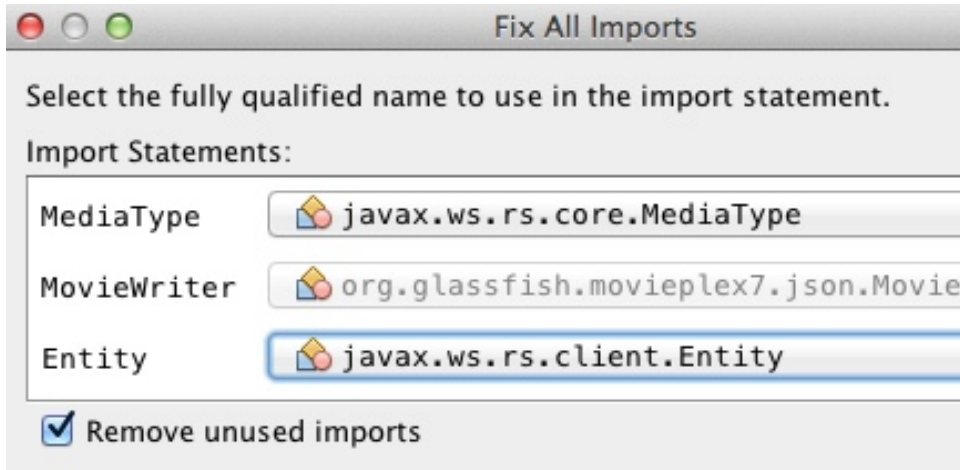 Fix All Imports
Select the fully qualified name to use in the import statement.
Import Statements:
MediaType javax.ws.rs.core.MediaType
MovieWriter org.glassfish.movieplex7.json.Movie
Entity javax.ws.rs.client.Entity
Remove unused imports